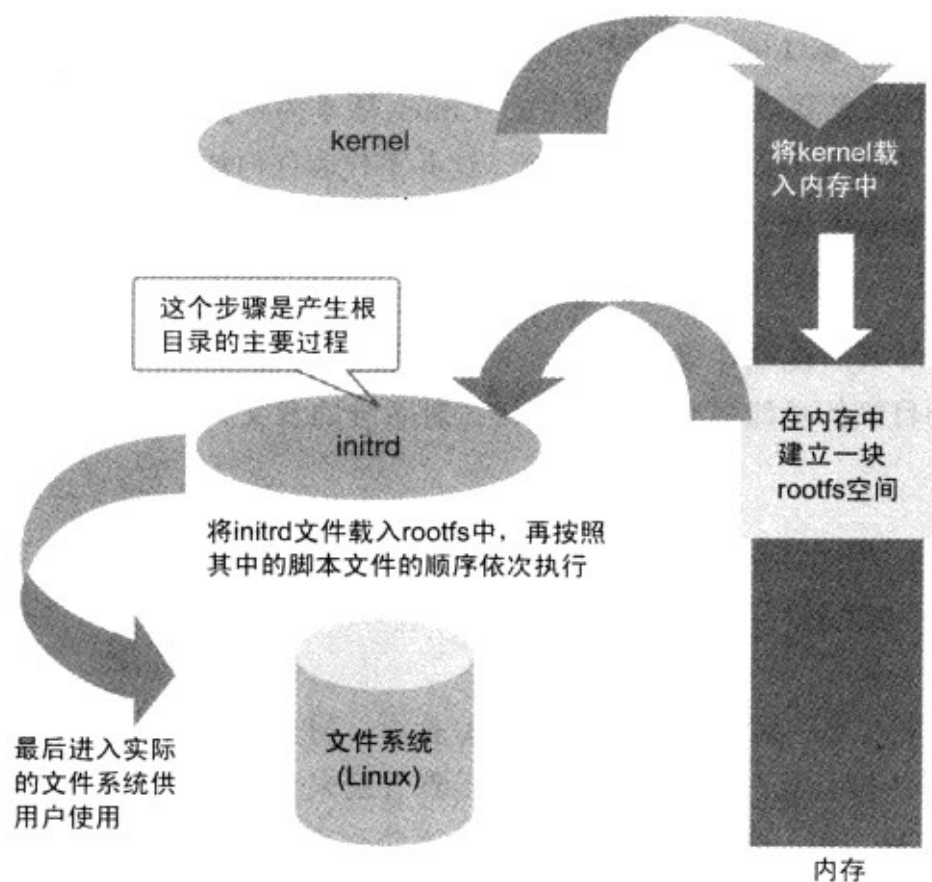 kernel
将kernel载
入内存中
这个步骤是产生根
目录的主要过程
initrd
在内存中
建立一块
rootfs空间
将initrd文件载入rootfs中，再按照
其中的脚本文件的顺序依次执行
最后进入实际
的文件系统供
用户使用
文件系统
(Linux)
内存